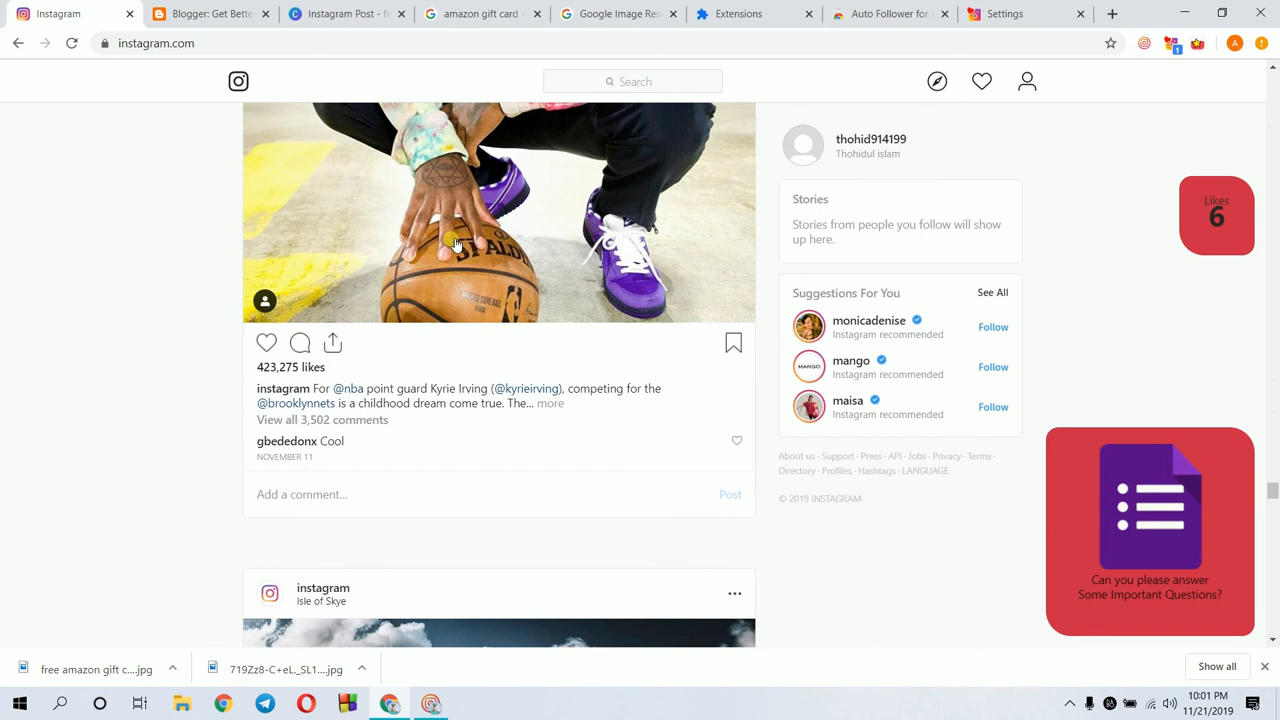 Instagram
Blogger: Get Bette
Instagram Post - f
amazon gift card -
Google Image Res
Extensions
Auto Follower for
Settings
instagram.com
1
A
Search
SPALDI
thohid914199
Thohidul islam
Likes
6
Stories
Stories from people you follow will show
up here.
Suggestions For You
See All
monicadenise
Instagram recommended
Follow
MANGO
mango
Instagram recommended
Follow
maisa
Instagram recommended
Follow
423,275 likes
instagram For @nba point guard Kyrie Irving (@kyrieirving), competing for the
@brooklynnets is a childhood dream come true. The... more
View all 3,502 comments
gbededonx Cool
NOVEMBER 11
Add a comment...
Post
About us · Support · Press · API · Jobs · Privacy · Terms ·
Directory · Profiles · Hashtags · LANGUAGE
© 2019 INSTAGRAM
Can you please answer
Some Important Questions?
instagram
Isle of Skye
free amazon gift c....jpg
719Zz8-C+eL._SL1....jpg
Show all
10:01 PM
11/21/2019